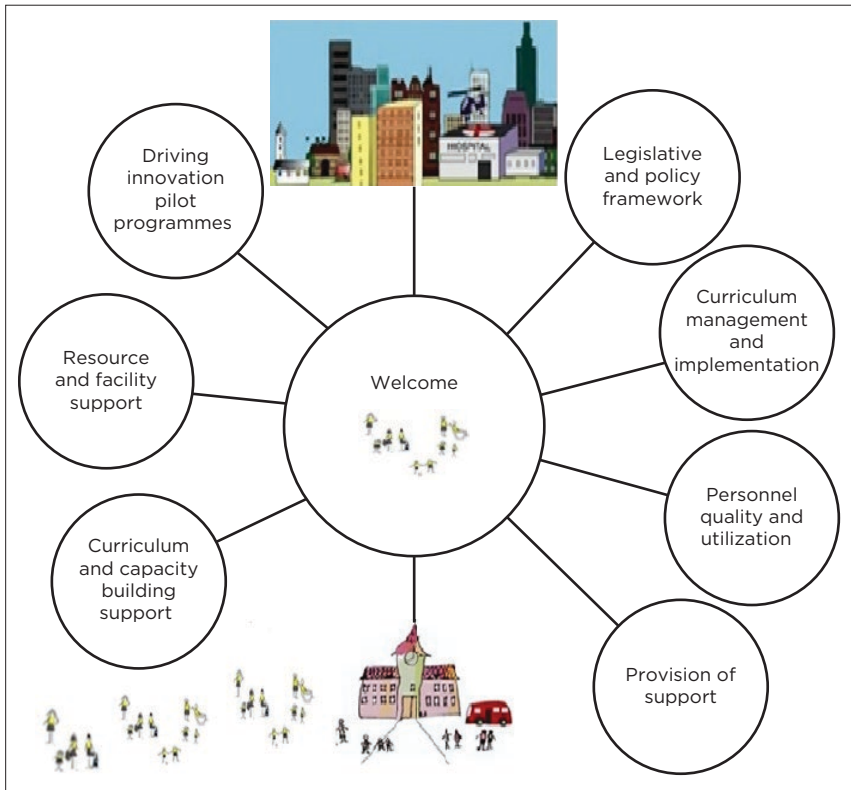 HOSPITAL
Driving
innovation
pilot
programmes
Legislative
and policy
framework
Resource
and facility
support
Welcome
Curriculum
management
and
implementation
Curriculum
and capacity
building
support
Personnel
quality and
utilization
Provision of
support